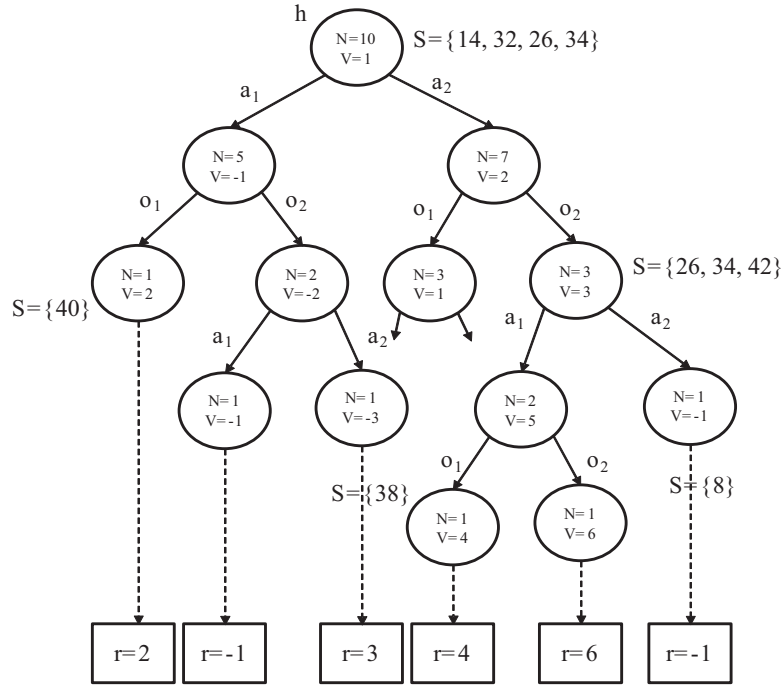 h
N=10
V=1
S={14, 32, 26, 34}
a1
a2
N=5
V=-1
N=7
V=2
o1
o2
o1
o2
N=1
V=2
N=2
V=-2
N=3
V=1
N=3
V=3
S={26, 34, 42}
S={40}
a1
a2
a1
a2
N=1
V=-1
N=1
V=-3
N=2
V=5
N=1
V=-1
o1
o2
S={38}
S={8}
N=1
V=4
N=1
V=6
r=2
r=-1
r=3
r=4
r=6
r=-1